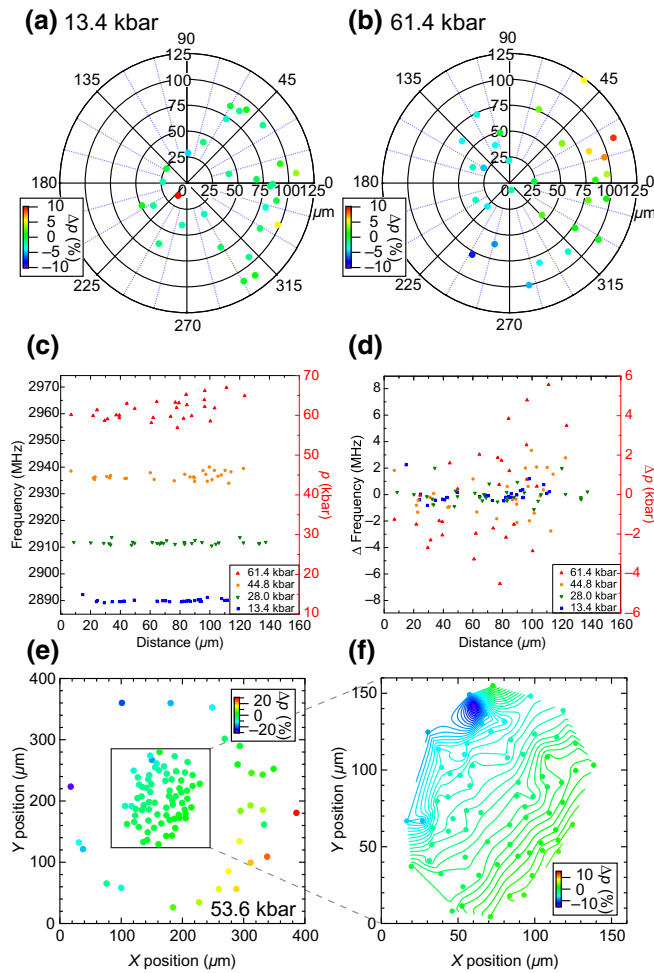 (a) 13.4 kbar
(b) 61.4 kbar
90
125
100
75
50
25
0
135
45
180
0
0 25 50 75 100 125
μm
225
315
270
10
5
0
−5
−10
Δp (%)
90
125
100
75
50
25
0
135
45
180
0
0 25 50 75 100 125
μm
225
315
270
10
5
0
−5
−10
Δp (%)
(c)
2970
2960
2950
2940
2930
2920
2910
2900
2890
Frequency (MHz)
70
60
50
40
30
20
10
p (kbar)
61.4 kbar
44.8 kbar
28.0 kbar
13.4 kbar
0 20 40 60 80 100 120 140 160
Distance (μm)
(d)
8
6
4
2
0
−2
−4
−6
−8
Δ Frequency (MHz)
6
4
2
0
−2
−4
−6
Δp (kbar)
61.4 kbar
44.8 kbar
28.0 kbar
13.4 kbar
0 20 40 60 80 100 120 140 160
Distance (μm)
(e)
400
300
200
100
0
Y position (μm)
20
0
−20
Δp (%)
53.6 kbar
0 100 200 300 400
X position (μm)
(f)
150
100
50
0
Y position (μm)
10
0
−10
Δp (%)
0 50 100 150
X position (μm)